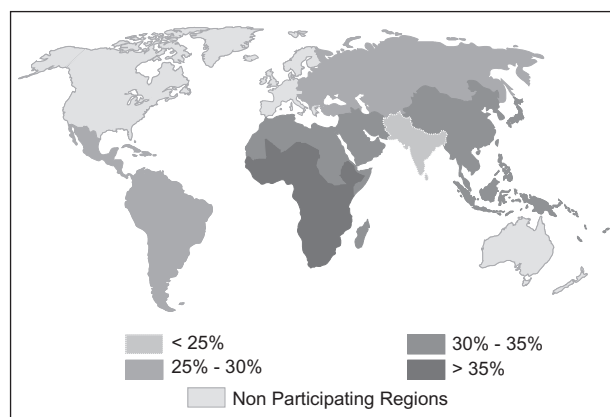 < 25%
25% - 30%
30% - 35%
> 35%
Non Participating Regions